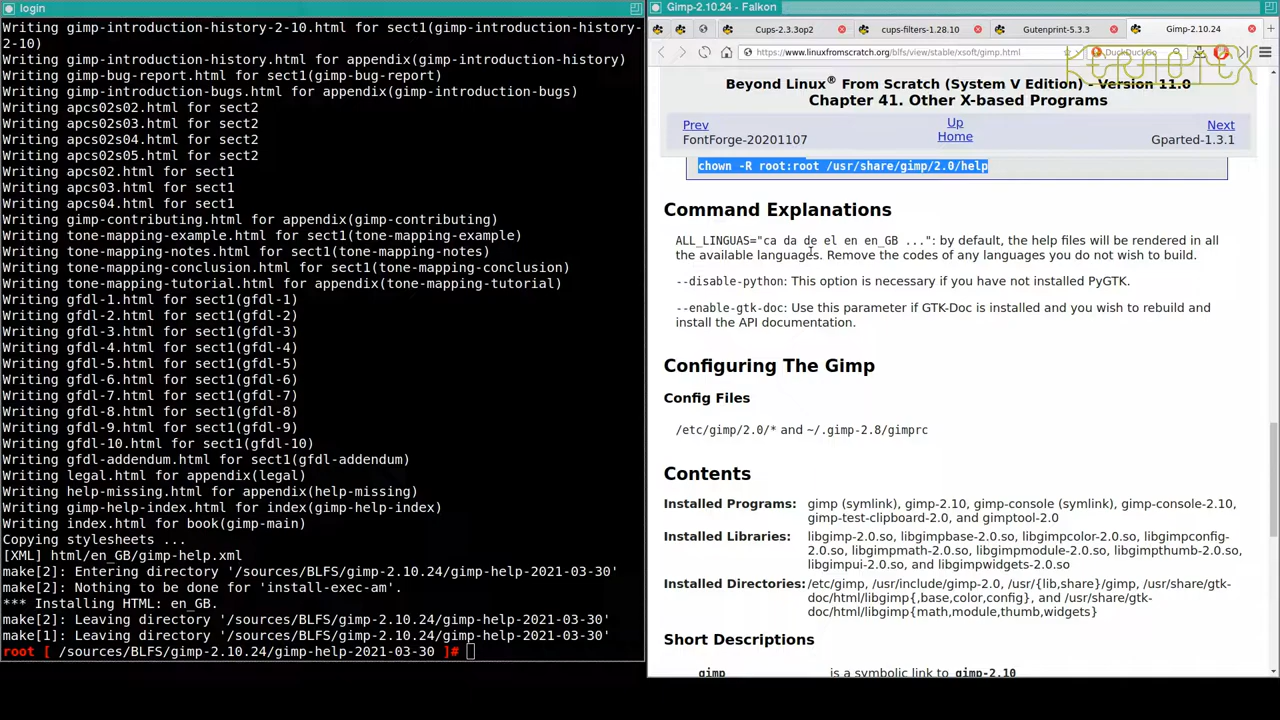 login
Writing gimp-introduction-history-2-10.html for sect1(gimp-introduction-history-
2-10)
Writing gimp-introduction-history.html for appendix(gimp-introduction-history)
Writing gimp-bug-report.html for sect1(gimp-bug-report)
Writing gimp-introduction-bugs.html for appendix(gimp-introduction-bugs)
Writing apcs02s02.html for sect2
Writing apcs02s03.html for sect2
Writing apcs02s04.html for sect2
Writing apcs02s05.html for sect2
Writing apcs02.html for sect1
Writing apcs03.html for sect1
Writing apcs04.html for sect1
Writing gimp-contributing.html for appendix(gimp-contributing)
Writing tone-mapping-example.html for sect1(tone-mapping-example)
Writing tone-mapping-notes.html for sect1(tone-mapping-notes)
Writing tone-mapping-conclusion.html for sect1(tone-mapping-conclusion)
Writing tone-mapping-tutorial.html for appendix(tone-mapping-tutorial)
Writing gfdl-1.html for sect1(gfdl-1)
Writing gfdl-2.html for sect1(gfdl-2)
Writing gfdl-3.html for sect1(gfdl-3)
Writing gfdl-4.html for sect1(gfdl-4)
Writing gfdl-5.html for sect1(gfdl-5)
Writing gfdl-6.html for sect1(gfdl-6)
Writing gfdl-7.html for sect1(gfdl-7)
Writing gfdl-8.html for sect1(gfdl-8)
Writing gfdl-9.html for sect1(gfdl-9)
Writing gfdl-10.html for sect1(gfdl-10)
Writing gfdl-addendum.html for sect1(gfdl-addendum)
Writing legal.html for appendix(legal)
Writing help-missing.html for appendix(help-missing)
Writing gimp-help-index.html for index(gimp-help-index)
Writing index.html for book(gimp-main)
Copying stylesheets ...
[XML] html/en_GB/gimp-help.xml
make[2]: Entering directory '/sources/BLFS/gimp-2.10.24/gimp-help-2021-03-30'
make[2]: Nothing to be done for 'install-exec-am'.
*** Installing HTML: en_GB.
make[2]: Leaving directory '/sources/BLFS/gimp-2.10.24/gimp-help-2021-03-30'
make[1]: Leaving directory '/sources/BLFS/gimp-2.10.24/gimp-help-2021-03-30'
root [ /sources/BLFS/gimp-2.10.24/gimp-help-2021-03-30 ]#
Gimp-2.10.24 - Falkon
Cups-2.3.3op2 cups-filters-1.28.10 Gutenprint-5.3.3 Gimp-2.10.24
https://www.linuxfromscratch.org/blfs/view/stable/xsoft/gimp.html DuckDuckGo
KERNOTEX
Beyond Linux® From Scratch (System V Edition) - Version 11.0
Chapter 41. Other X-based Programs
Prev Up Next
FontForge-20201107 Home Gparted-1.3.1
chown -R root:root /usr/share/gimp/2.0/help
Command Explanations
ALL_LINGUAS="ca da de el en en_GB ...": by default, the help files will be rendered in all
the available languages. Remove the codes of any languages you do not wish to build.
--disable-python: This option is necessary if you have not installed PyGTK.
--enable-gtk-doc: Use this parameter if GTK-Doc is installed and you wish to rebuild and
install the API documentation.
Configuring The Gimp
Config Files
/etc/gimp/2.0/* and ~/.gimp-2.8/gimprc
Contents
Installed Programs: gimp (symlink), gimp-2.10, gimp-console (symlink), gimp-console-2.10,
gimp-test-clipboard-2.0, and gimptool-2.0
Installed Libraries: libgimp-2.0.so, libgimpbase-2.0.so, libgimpcolor-2.0.so, libgimpconfig-
2.0.so, libgimpmath-2.0.so, libgimpmodule-2.0.so, libgimpthumb-2.0.so,
libgimpui-2.0.so, and libgimpwidgets-2.0.so
Installed Directories: /etc/gimp, /usr/include/gimp-2.0, /usr/{lib,share}/gimp, /usr/share/gtk-
doc/html/libgimp{,base,color,config}, and /usr/share/gtk-
doc/html/libgimp{math,module,thumb,widgets}
Short Descriptions
gimp is a symbolic link to gimp-2.10